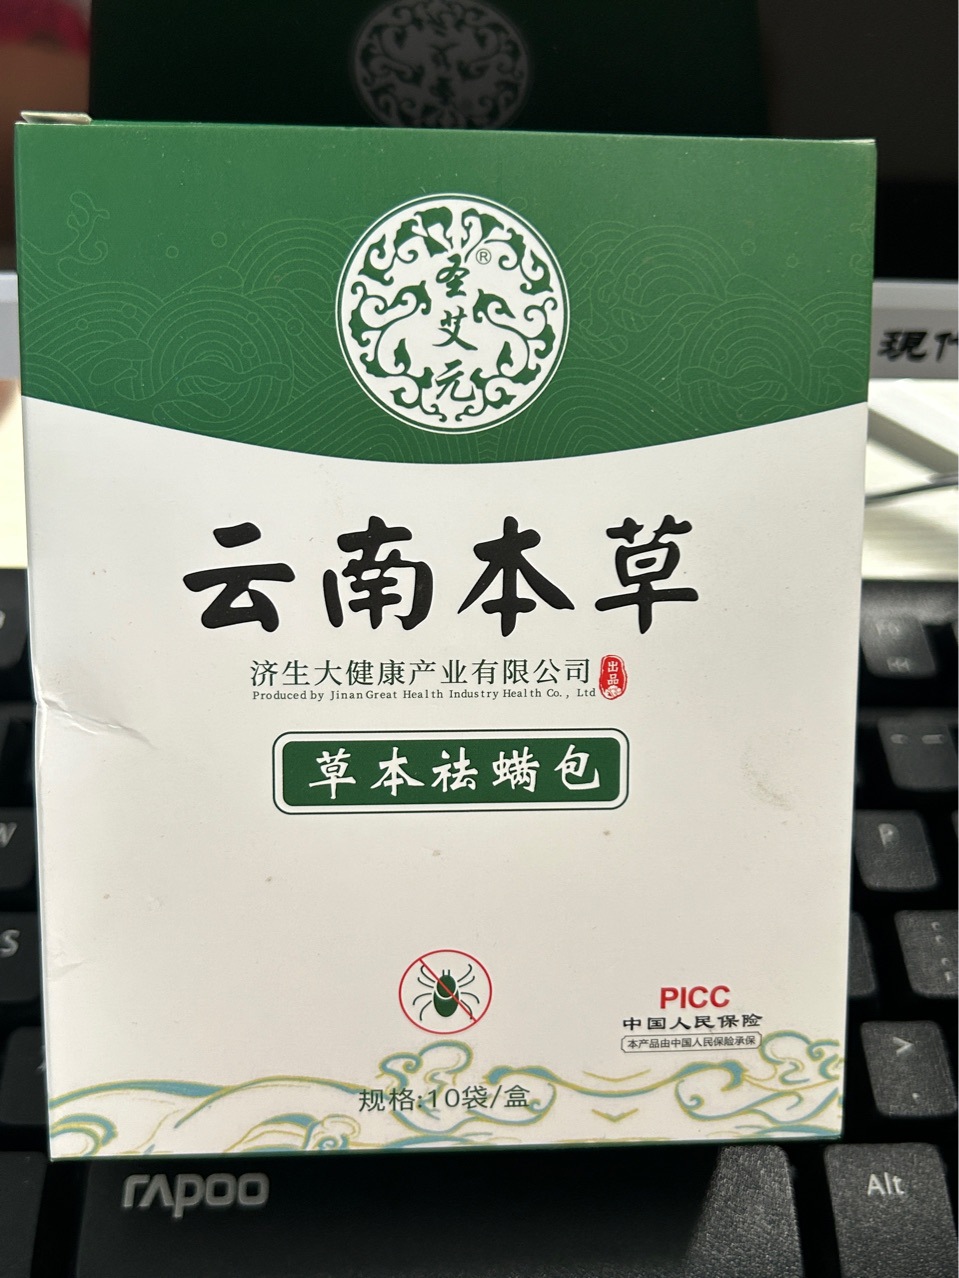 圣艾元®
現
云南本草
济生大健康产业有限公司 出品
Produced by Jinan Great Health Industry Health Co., Ltd
草本祛螨包
PICC
中国人民保险
本产品由中国人民保险承保
规格:10袋/盒
W
P
S
>
.
rapoo
Alt